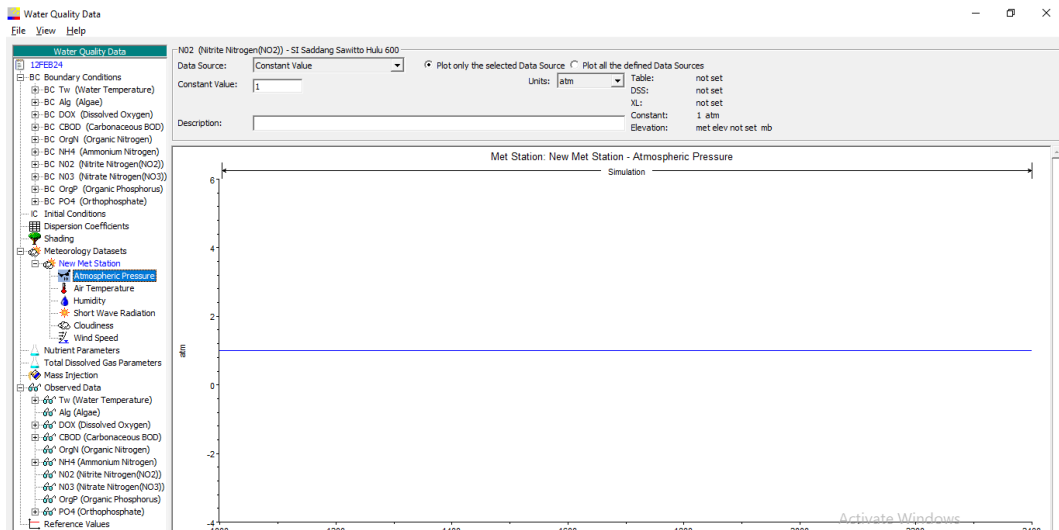 Water Quality Data
File View Help
Water Quality Data
12FEB24
BC Boundary Conditions
BC Tw (Water Temperature)
BC Alg (Algae)
BC DOX (Dissolved Oxygen)
BC CBOD (Carbonaceous BOD)
BC OrgN (Organic Nitrogen)
BC NH4 (Ammonium Nitrogen)
BC N02 (Nitrite Nitrogen(NO2))
BC N03 (Nitrate Nitrogen(NO3))
BC OrgP (Organic Phosphorus)
BC PO4 (Orthophosphate)
IC Initial Conditions
Dispersion Coefficients
Shading
Meteorology Datasets
New Met Station
Atmospheric Pressure
Air Temperature
Humidity
Short Wave Radiation
Cloudiness
Wind Speed
Nutrient Parameters
Total Dissolved Gas Parameters
Mass Injection
Observed Data
Tw (Water Temperature)
Alg (Algae)
DOX (Dissolved Oxygen)
CBOD (Carbonaceous BOD)
OrgN (Organic Nitrogen)
NH4 (Ammonium Nitrogen)
N02 (Nitrite Nitrogen(NO2))
N03 (Nitrate Nitrogen(NO3))
OrgP (Organic Phosphorus)
PO4 (Orthophosphate)
Reference Values
N02 (Nitrite Nitrogen(NO2)) - SI Saddang Sawitto Hulu 600
Data Source: Constant Value Plot only the selected Data Source Plot all the defined Data Sources
Constant Value: 1 Units: atm
Description:
Table: not set
DSS: not set
XL: not set
Constant: 1 atm
Elevation: met elev not set mb
Met Station: New Met Station - Atmospheric Pressure
Simulation
6
4
2
0
-2
-4
atm
Activate Windows